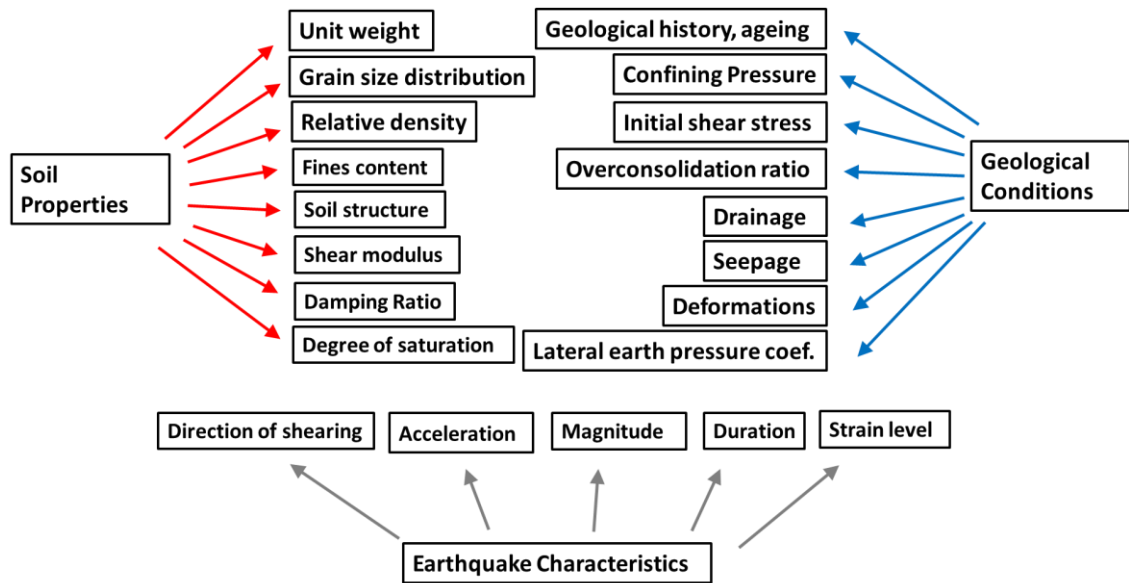 Unit weight
Grain size distribution
Relative density
Fines content
Soil structure
Shear modulus
Damping Ratio
Degree of saturation
Soil
Properties
Geological history, ageing
Confining Pressure
Initial shear stress
Overconsolidation ratio
Drainage
Seepage
Deformations
Lateral earth pressure coef.
Geological
Conditions
Direction of shearing
Acceleration
Magnitude
Duration
Strain level
Earthquake Characteristics